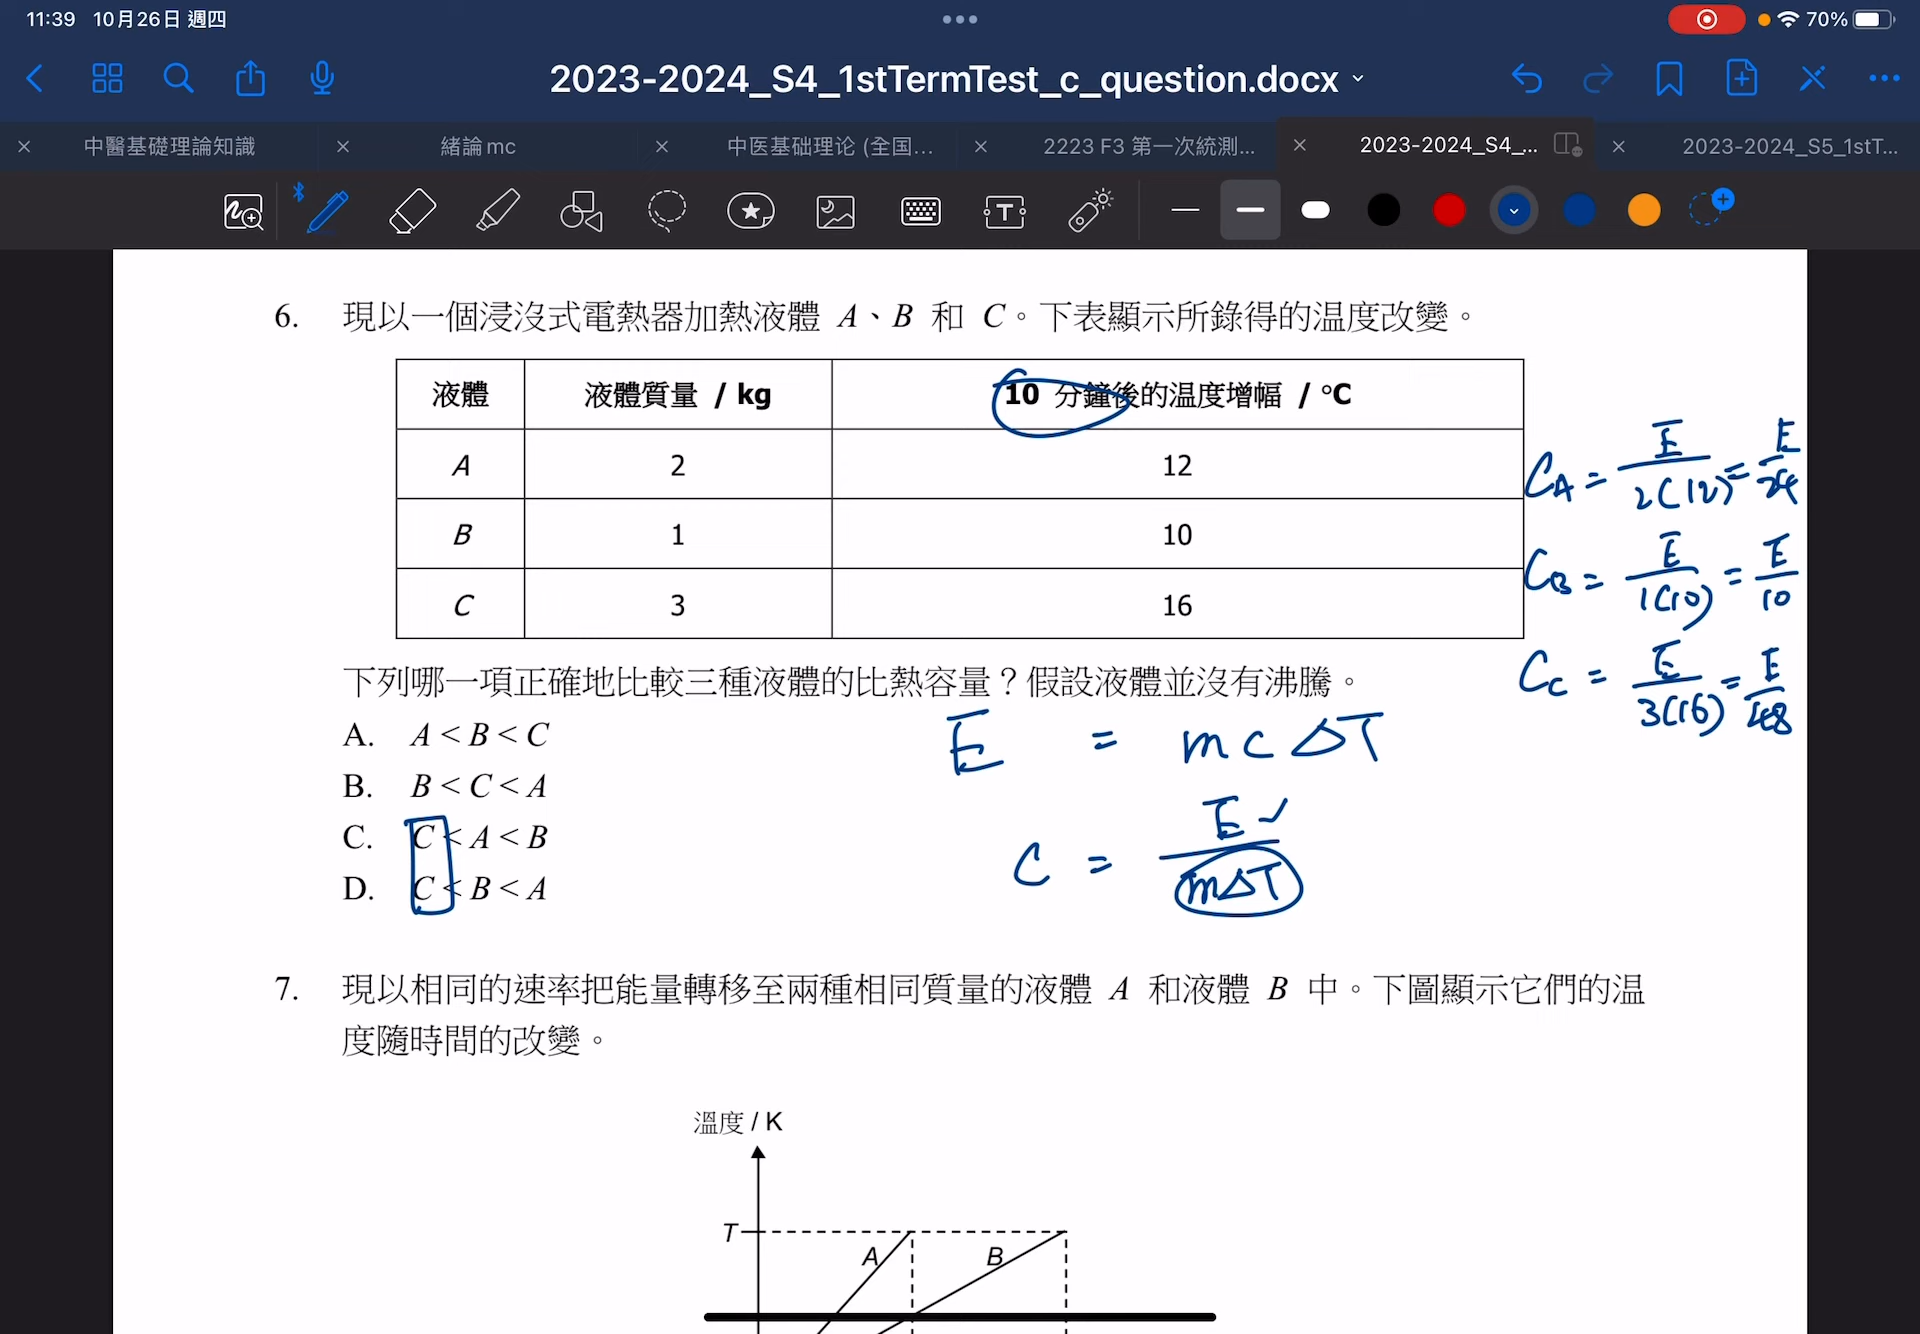 11:39 10月26日 週四
70%
2023-2024_S4_1stTermTest_c_question.docx
中醫基礎理論知識
緒論mc
中医基础理论 (全国...
2223 F3 第一次統測...
2023-2024_S4_...
2023-2024_S5_1stT...
6. 現以一個浸沒式電熱器加熱液體 A、B 和 C。下表顯示所錄得的温度改變。
液體 液體質量 / kg 10 分鐘後的温度增幅 / °C
A 2 12
B 1 10
C 3 16
C_A = E/2(12) = E/24
C_B = E/1(10) = E/10
C_C = E/3(16) = E/48
下列哪一項正確地比較三種液體的比熱容量？假設液體並沒有沸騰。
A. A < B < C
B. B < C < A
C. C < A < B
D. C < B < A
E = mcΔT
C = E/mΔT
7. 現以相同的速率把能量轉移至兩種相同質量的液體 A 和液體 B 中。下圖顯示它們的温
度隨時間的改變。
溫度 / K
T
A
B